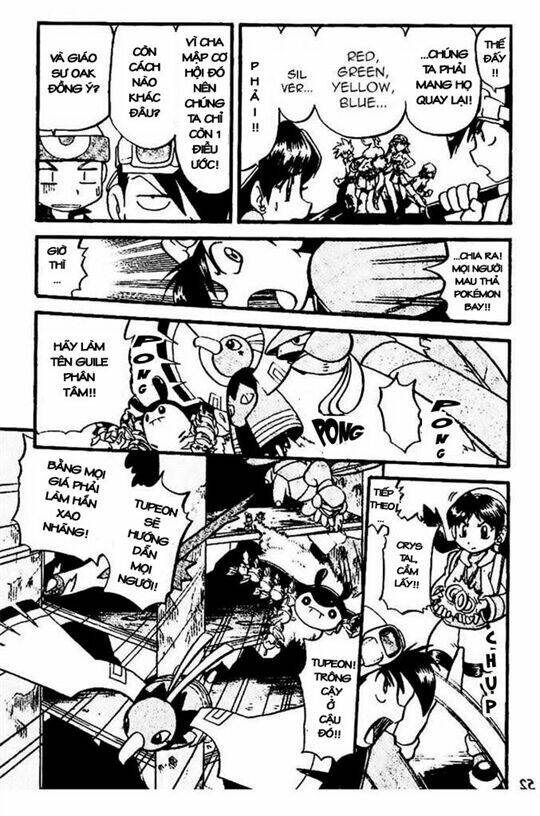 THẾ
ĐẤY !!
...CHÚNG
TA PHẢI
MANG HỌ
QUAY LẠI!
RED,
GREEN,
YELLOW,
BLUE...
SIL
VER...
PHẢI!!
VÌ CHA
MẬP CƠ
HỘI ĐÓ
NÊN
CHÚNG
TA CHỈ
CÒN 1
ĐIỀU
ƯỚC!
CÒN
CÁCH
NÀO
KHÁC
ĐÂU?
VÀ GIÁO
SƯ OAK
ĐỒNG Ý?
...CHIA RA!
MỌI NGƯỜI
MAU THẢ
POKÉMON
BAY!!
GIỜ
THÌ
...
HÃY LÀM
TÊN GUILE
PHÂN
TÂM!!
PONG
PONG
PONG
TIẾP
THEO!
CRYS
TAL, CẦM
LẤY!!
CHỤP
TUPEON
SẼ
HƯỚNG
DẪN MỌI
NGƯỜI!
BẰNG MỌI
GIÁ PHẢI
LÀM HẮN
XAO
NHÃNG!
TUPEON!
TRÔNG
CẬY
Ở
CẬU
ĐÓ!!
52